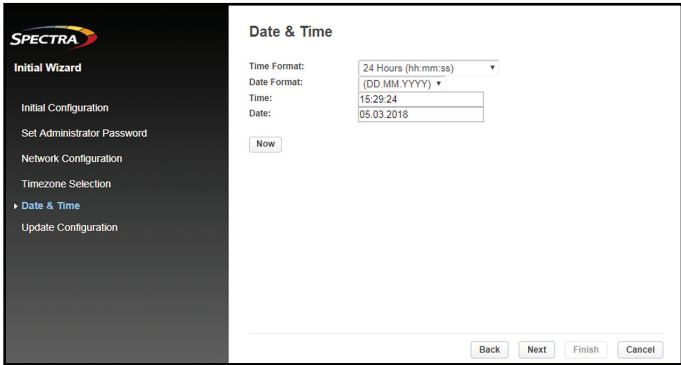 SPECTRA
Initial Wizard
Initial Configuration
Set Administrator Password
Network Configuration
Timezone Selection
Date & Time
Update Configuration
Date & Time
Time Format: 24 Hours (hh:mm:ss)
Date Format: (DD.MM.YYYY)
Time: 15:29:24
Date: 05.03.2018
Now
Back Next Finish Cancel